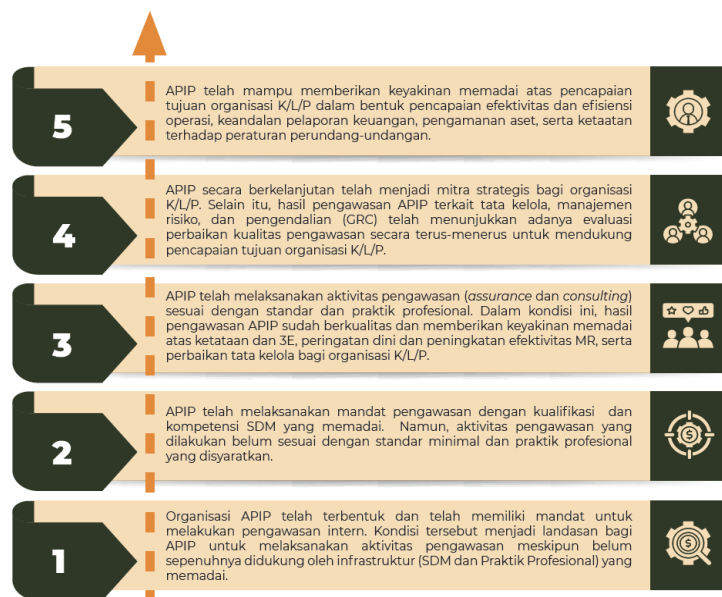 5
APIP telah mampu memberikan keyakinan memadai atas pencapaian
tujuan organisasi K/L/P dalam bentuk pencapaian efektivitas dan efisiensi
operasi, keandalan pelaporan keuangan, pengamanan aset, serta ketaatan
terhadap peraturan perundang-undangan.
4
APIP secara berkelanjutan telah menjadi mitra strategis bagi organisasi
K/L/P. Selain itu, hasil pengawasan APIP terkait tata kelola, manajemen
risiko, dan pengendalian (GRC) telah menunjukkan adanya evaluasi
perbaikan kualitas pengawasan secara terus-menerus untuk mendukung
pencapaian tujuan organisasi K/L/P.
3
APIP telah melaksanakan aktivitas pengawasan (assurance dan consulting)
sesuai dengan standar dan praktik profesional. Dalam kondisi ini, hasil
pengawasan APIP sudah berkualitas dan memberikan keyakinan memadai
atas ketataan dan 3E, peringatan dini dan peningkatan efektivitas MR, serta
perbaikan tata kelola bagi organisasi K/L/P.
2
APIP telah melaksanakan mandat pengawasan dengan kualifikasi dan
kompetensi SDM yang memadai. Namun, aktivitas pengawasan yang
dilakukan belum sesuai dengan standar minimal dan praktik profesional
yang disyaratkan.
1
Organisasi APIP telah terbentuk dan telah memiliki mandat untuk
melakukan pengawasan intern. Kondisi tersebut menjadi landasan bagi
APIP untuk melaksanakan aktivitas pengawasan meskipun belum
sepenuhnya didukung oleh infrastruktur (SDM dan Praktik Profesional) yang
memadai.